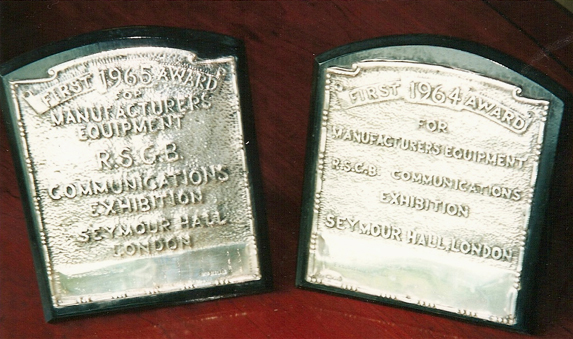 FIRST 1965 AWARD
FOR
MANUFACTURERS
EQUIPMENT
R.S.G.B.
COMMUNICATIONS
EXHIBITION
SEYMOUR HALL
LONDON
FIRST 1964 AWARD
FOR
MANUFACTURERS EQUIPMENT
R.S.G.B. COMMUNICATIONS
EXHIBITION
SEYMOUR HALL, LONDON